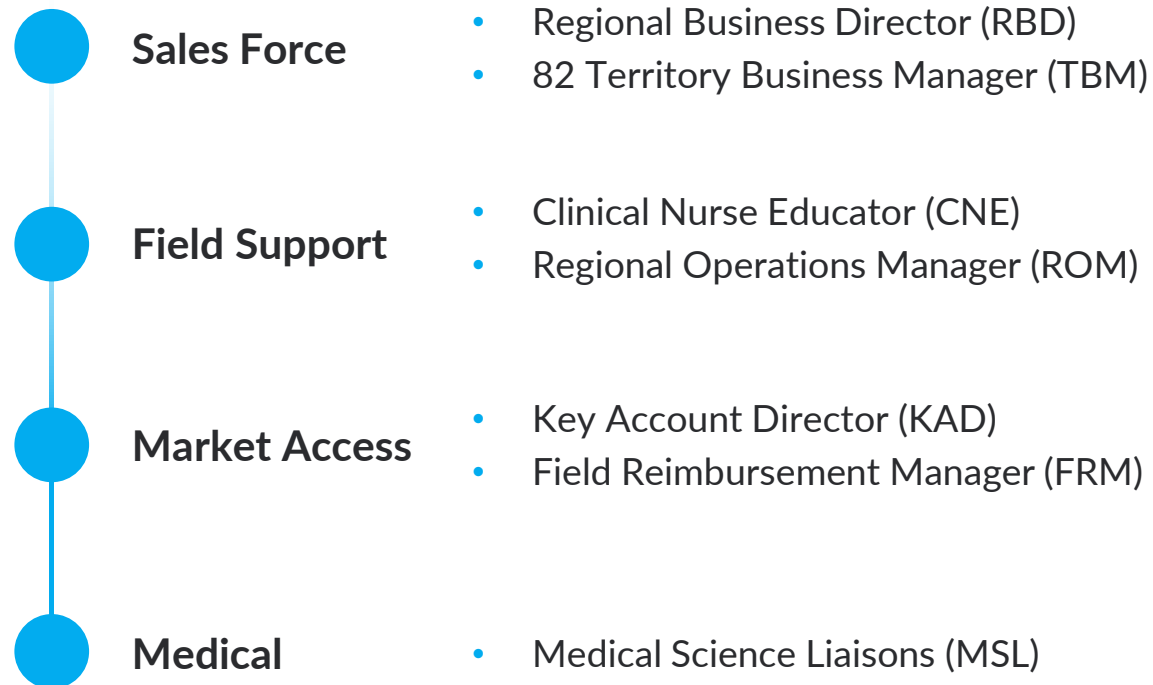 Sales Force
• Regional Business Director (RBD)
• 82 Territory Business Manager (TBM)
Field Support
• Clinical Nurse Educator (CNE)
• Regional Operations Manager (ROM)
Market Access
• Key Account Director (KAD)
• Field Reimbursement Manager (FRM)
Medical
• Medical Science Liaisons (MSL)